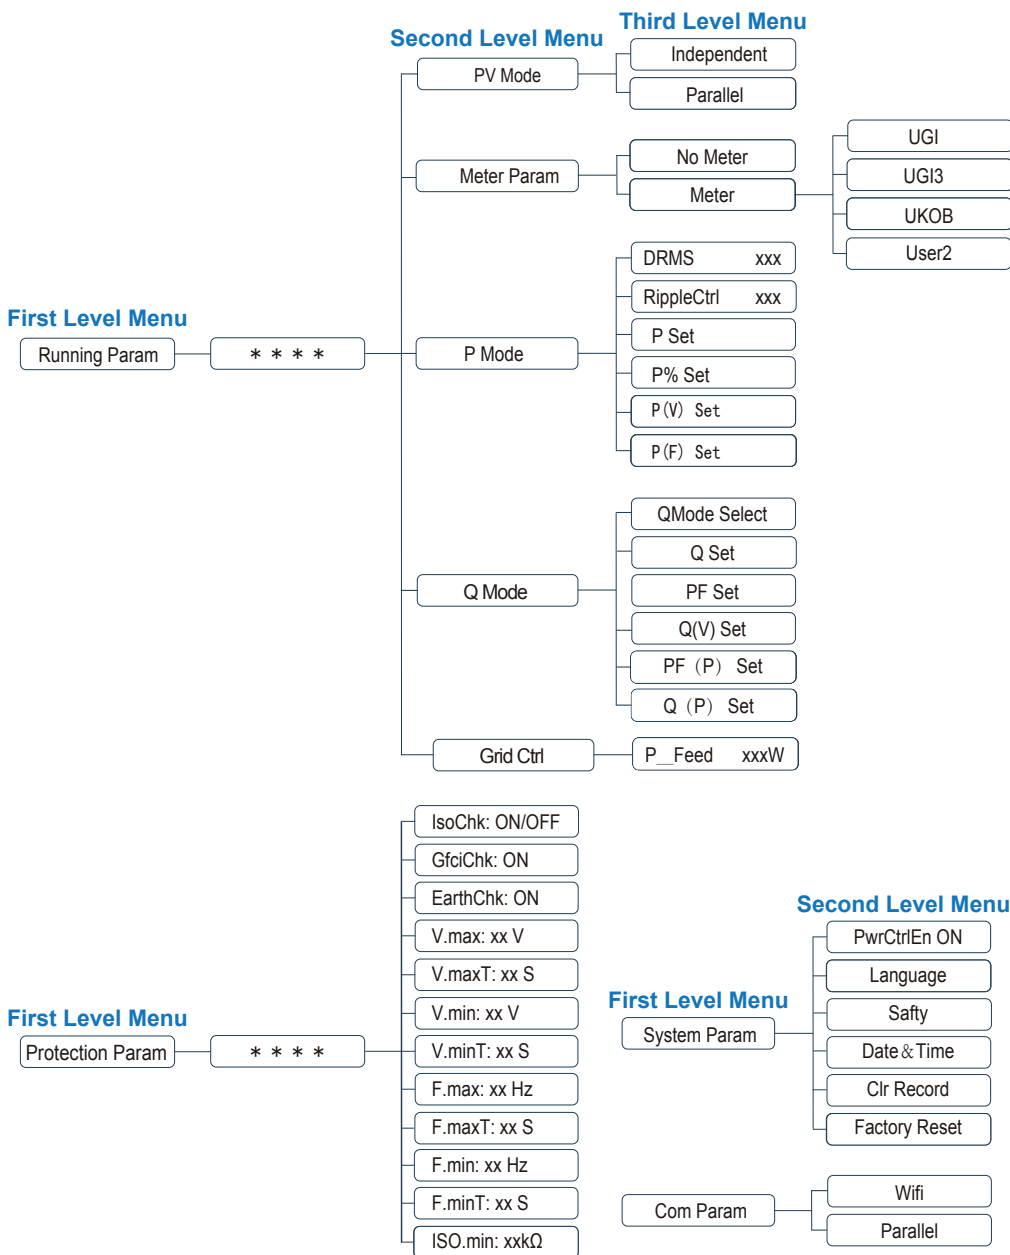 Second Level Menu
Third Level Menu
PV Mode
Independent
Parallel
Meter Param
No Meter
Meter
UGI
UGI3
UKOB
User2
First Level Menu
Running Param
* * * *
P Mode
DRMS xxx
RippleCtrl xxx
P Set
P% Set
P(V) Set
P(F) Set
Q Mode
QMode Select
Q Set
PF Set
Q(V) Set
PF (P) Set
Q (P) Set
Grid Ctrl
P__Feed xxxW
First Level Menu
Protection Param
* * * *
IsoChk: ON/OFF
GfciChk: ON
EarthChk: ON
V.max: xx V
V.maxT: xx S
V.min: xx V
V.minT: xx S
F.max: xx Hz
F.maxT: xx S
F.min: xx Hz
F.minT: xx S
ISO.min: xxkΩ
Second Level Menu
First Level Menu
System Param
PwrCtrlEn ON
Language
Safty
Date&Time
Clr Record
Factory Reset
Com Param
Wifi
Parallel